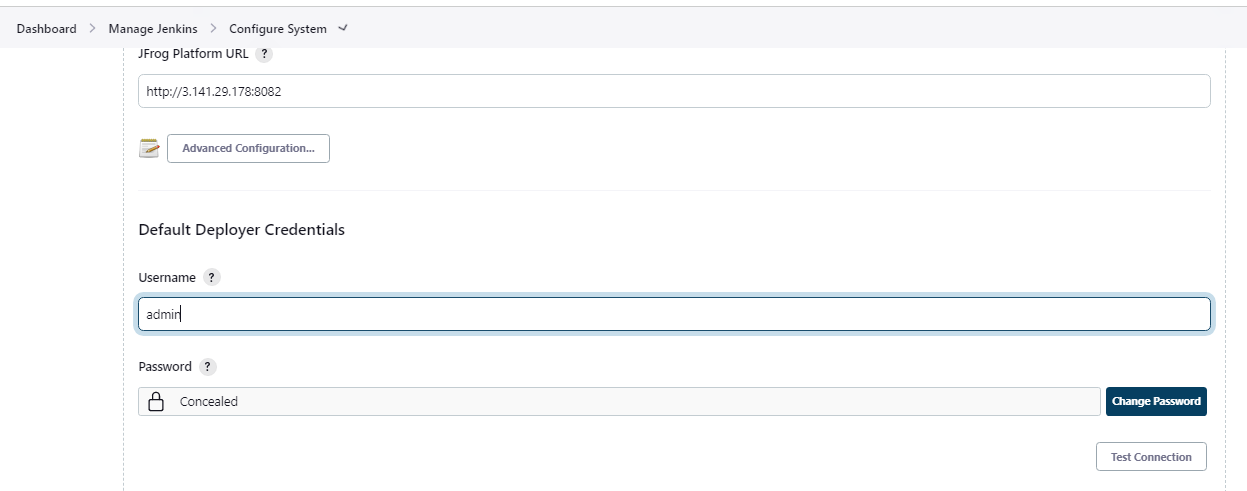 Dashboard > Manage Jenkins > Configure System
JFrog Platform URL ?
http://3.141.29.178:8082
Advanced Configuration...
Default Deployer Credentials
Username ?
admin
Password ?
Concealed Change Password
Test Connection